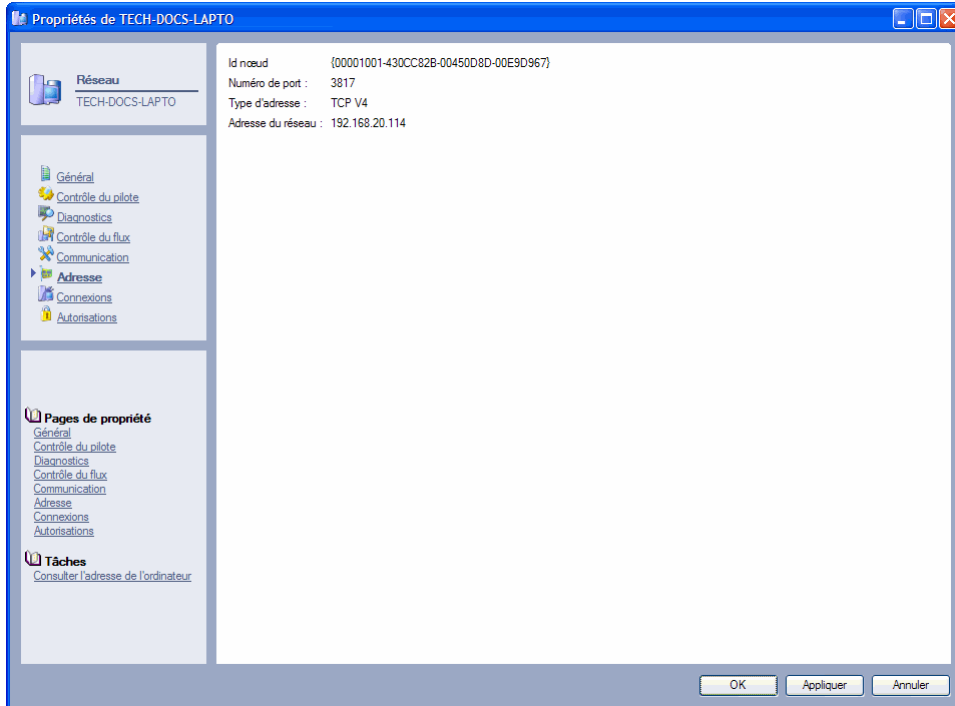 Propriétés de TECH-DOCS-LAPTO
Réseau
TECH-DOCS-LAPTO
Général
Contrôle du pilote
Diagnostics
Contrôle du flux
Communication
Adresse
Connexions
Autorisations
Pages de propriété
Général
Contrôle du pilote
Diagnostics
Contrôle du flux
Communication
Adresse
Connexions
Autorisations
Tâches
Consulter l'adresse de l'ordinateur
Id nœud {00001001-430CC82B-00450D8D-00E9D967}
Numéro de port : 3817
Type d'adresse : TCP V4
Adresse du réseau : 192.168.20.114
OK
Appliquer
Annuler